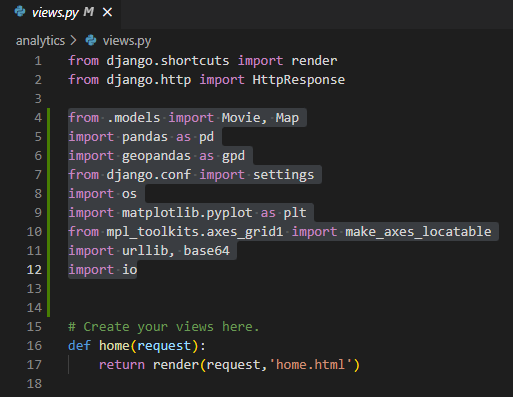 views.py M ×
analytics > views.py
1 from django.shortcuts import render
2 from django.http import HttpResponse
3
4 from .models import Movie, Map
5 import pandas as pd
6 import geopandas as gpd
7 from django.conf import settings
8 import os
9 import matplotlib.pyplot as plt
10 from mpl_toolkits.axes_grid1 import make_axes_locatable
11 import urllib, base64
12 import io
13
14
15 # Create your views here.
16 def home(request):
17     return render(request,'home.html')
18